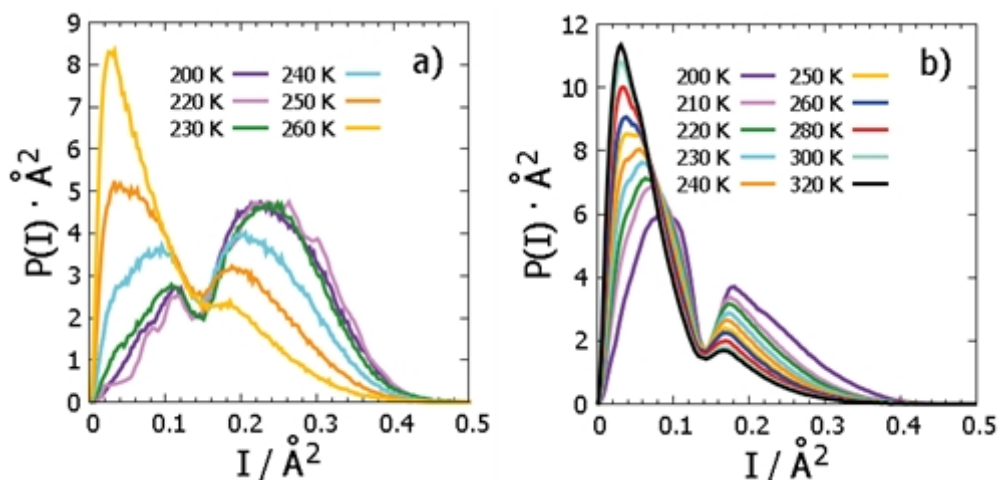 a)
P(I) · Å²
9
8
7
6
5
4
3
2
1
0
200 K 240 K
220 K 250 K
230 K 260 K
0 0.1 0.2 0.3 0.4 0.5
I / Å²
b)
P(I) · Å²
12
10
8
6
4
2
0
200 K 250 K
210 K 260 K
220 K 280 K
230 K 300 K
240 K 320 K
0 0.1 0.2 0.3 0.4 0.5
I / Å²